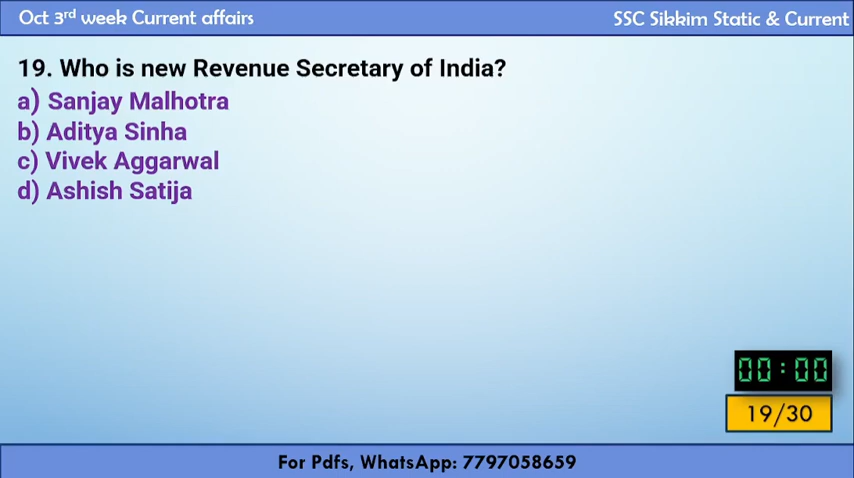 Oct 3rd week Current affairs
SSC Sikkim Static & Current
19. Who is new Revenue Secretary of India?
a) Sanjay Malhotra
b) Aditya Sinha
c) Vivek Aggarwal
d) Ashish Satija
00:00
19/30
For Pdfs, WhatsApp: 7797058659